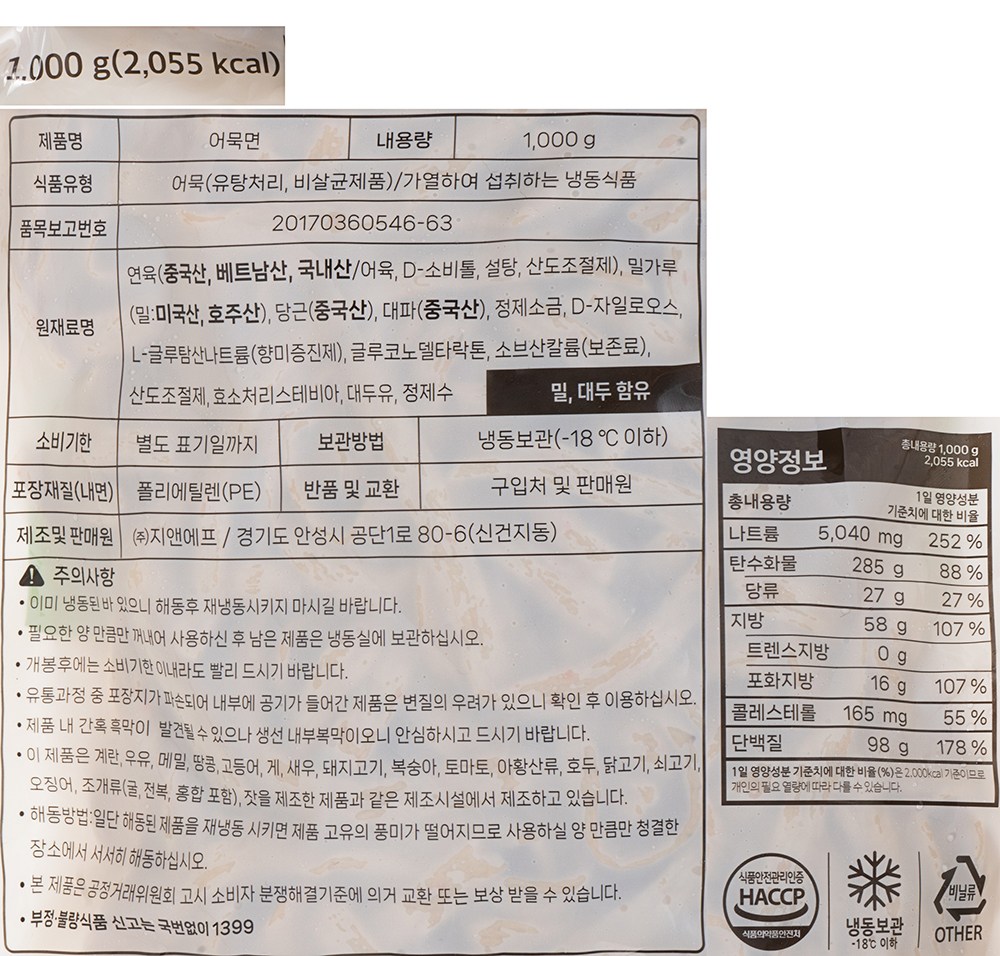 1,000 g(2,055 kcal)
제품명 어묵면 내용량 1,000 g
식품유형 어묵(유탕처리, 비살균제품)/가열하여 섭취하는 냉동식품
품목보고번호 20170360546-63
원재료명
연육(중국산, 베트남산, 국내산/어육, D-소비톨, 설탕, 산도조절제), 밀가루
(밀:미국산, 호주산), 당근(중국산), 대파(중국산), 정제소금, D-자일로오스,
L-글루탐산나트륨(향미증진제), 글루코노델타락톤, 소브산칼륨(보존료),
산도조절제, 효소처리스테비아, 대두유, 정제수
밀, 대두 함유
소비기한 별도 표기일까지 보관방법 냉동보관(-18 ℃ 이하)
포장재질(내면) 폴리에틸렌(PE) 반품 및 교환 구입처 및 판매원
제조및 판매원 ㈜지앤에프 / 경기도 안성시 공단1로 80-6(신건지동)
주의사항
• 이미 냉동된 바 있으니 해동후 재냉동시키지 마시길 바랍니다.
• 필요한 양 만큼만 꺼내어 사용하신 후 남은 제품은 냉동실에 보관하십시오.
• 개봉후에는 소비기한 이내라도 빨리 드시기 바랍니다.
• 유통과정 중 포장지가 파손되어 내부에 공기가 들어간 제품은 변질의 우려가 있으니 확인 후 이용하십시오.
• 제품 내 간혹 흑막이 발견될 수 있으나 생선 내부복막이오니 안심하시고 드시기 바랍니다.
• 이 제품은 계란, 우유, 메밀, 땅콩, 고등어, 게, 새우, 돼지고기, 복숭아, 토마토, 아황산류, 호두, 닭고기, 쇠고기,
오징어, 조개류(굴, 전복, 홍합 포함), 잣을 제조한 제품과 같은 제조시설에서 제조하고 있습니다.
• 해동방법:일단 해동된 제품을 재냉동 시키면 제품 고유의 풍미가 떨어지므로 사용하실 양 만큼만 청결한
장소에서 서서히 해동하십시오.
• 본 제품은 공정거래위원회 고시 소비자 분쟁해결기준에 의거 교환 또는 보상 받을 수 있습니다.
• 부정·불량식품 신고는 국번없이 1399
영양정보
총내용량 1,000 g
2,055 kcal
총내용량
1일 영양성분
기준치에 대한 비율
나트륨 5,040 mg 252 %
탄수화물 285 g 88 %
당류 27 g 27 %
지방 58 g 107 %
트렌스지방 0 g
포화지방 16 g 107 %
콜레스테롤 165 mg 55 %
단백질 98 g 178 %
1일 영양성분 기준치에 대한 비율(%)은 2,000kcal 기준이므로
개인의 필요 열량에 따라 다를 수 있습니다.
식품안전관리인증
HACCP
식품의약품안전처
냉동보관
-18℃ 이하
비닐류
OTHER